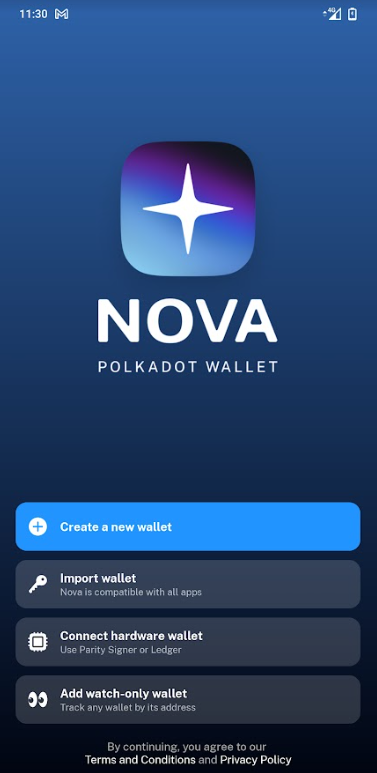 11:30
4G
NOVA
POLKADOT WALLET
Create a new wallet
Import wallet
Nova is compatible with all apps
Connect hardware wallet
Use Parity Signer or Ledger
Add watch-only wallet
Track any wallet by its address
By continuing, you agree to our
Terms and Conditions and Privacy Policy